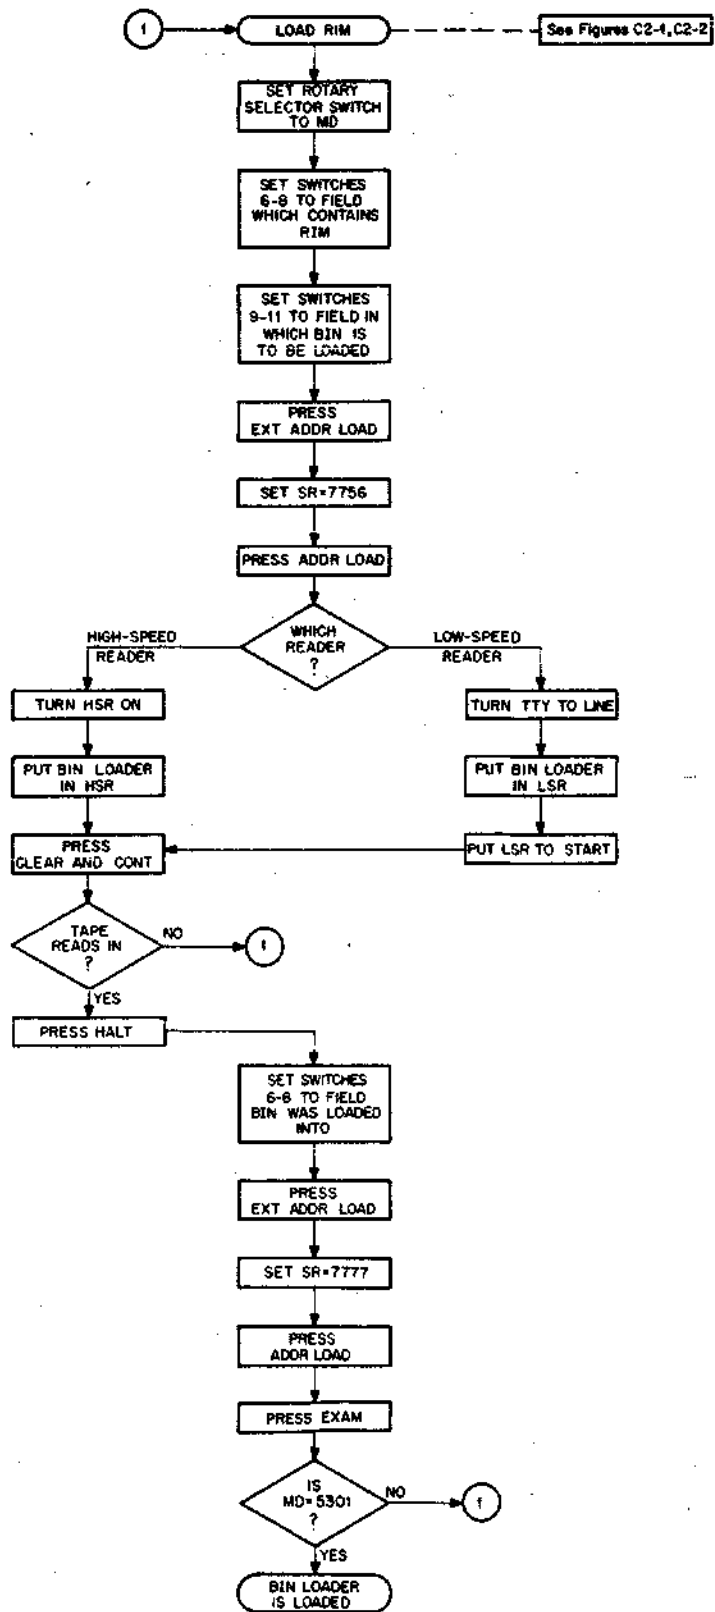 1
LOAD RIM
See Figures C2-1, C2-2
SET ROTARY
SELECTOR SWITCH
TO MD
SET SWITCHES
6-8 TO FIELD
WHICH CONTAINS
RIM
SET SWITCHES
9-11 TO FIELD IN
WHICH BIN IS
TO BE LOADED
PRESS
EXT ADDR LOAD
SET SR=7756
PRESS ADDR LOAD
WHICH
READER
?
HIGH-SPEED
READER
LOW-SPEED
READER
TURN HSR ON
TURN TTY TO LINE
PUT BIN LOADER
IN HSR
PUT BIN LOADER
IN LSR
PRESS
CLEAR AND CONT
PUT LSR TO START
TAPE
READS IN
?
NO
1
YES
PRESS HALT
SET SWITCHES
6-8 TO FIELD
BIN WAS LOADED
INTO
PRESS
EXT ADDR LOAD
SET SR=7777
PRESS
ADDR LOAD
PRESS EXAM
IS
MD=5301
?
NO
1
YES
BIN LOADER
IS LOADED